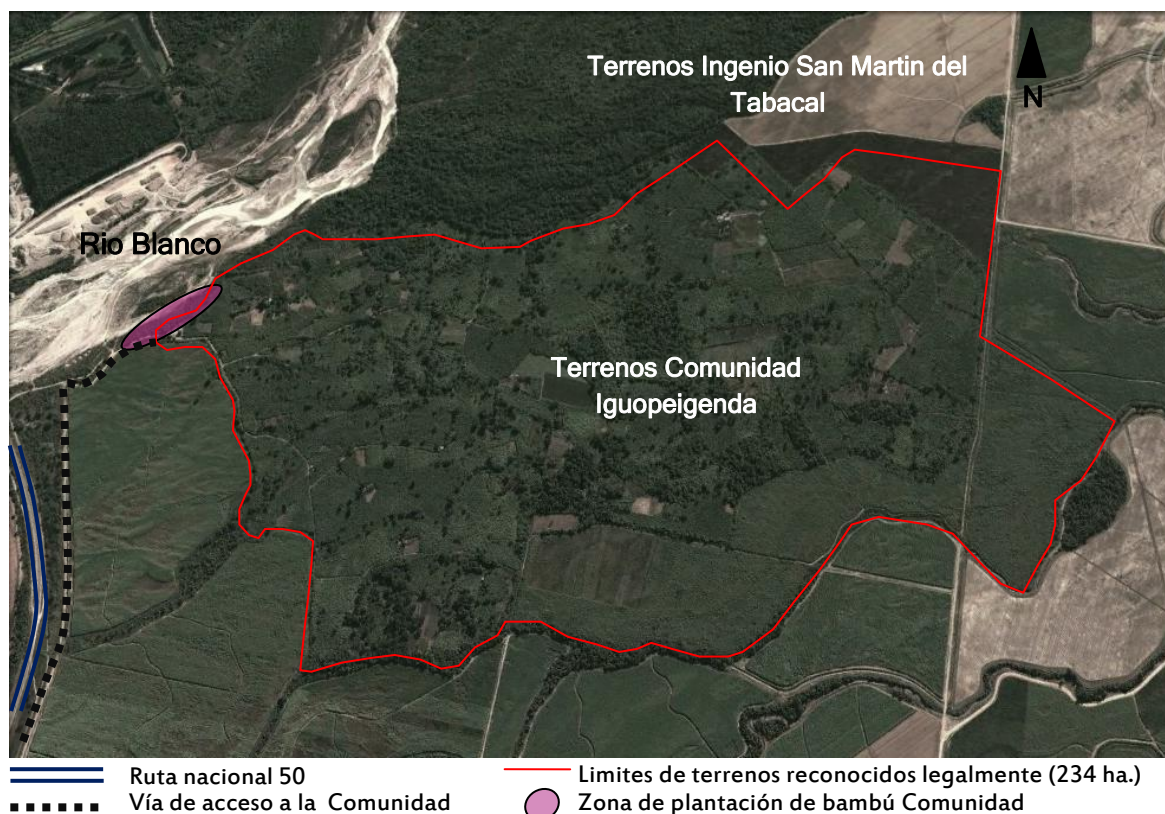 Terrenos Ingenio San Martin del
Tabacal
N
Rio Blanco
Terrenos Comunidad
Iguopeigenda
Ruta nacional 50
Limites de terrenos reconocidos legalmente (234 ha.)
Vía de acceso a la Comunidad
Zona de plantación de bambú Comunidad